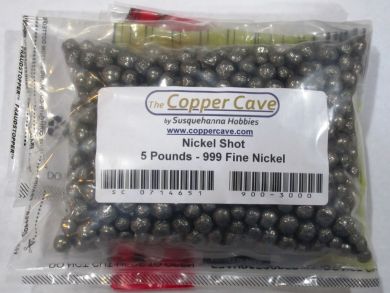 The Copper Cave
by Susquehanna Hobbies
www.coppercave.com
Nickel Shot
5 Pounds - 999 Fine Nickel
SC 0714651
900-3000